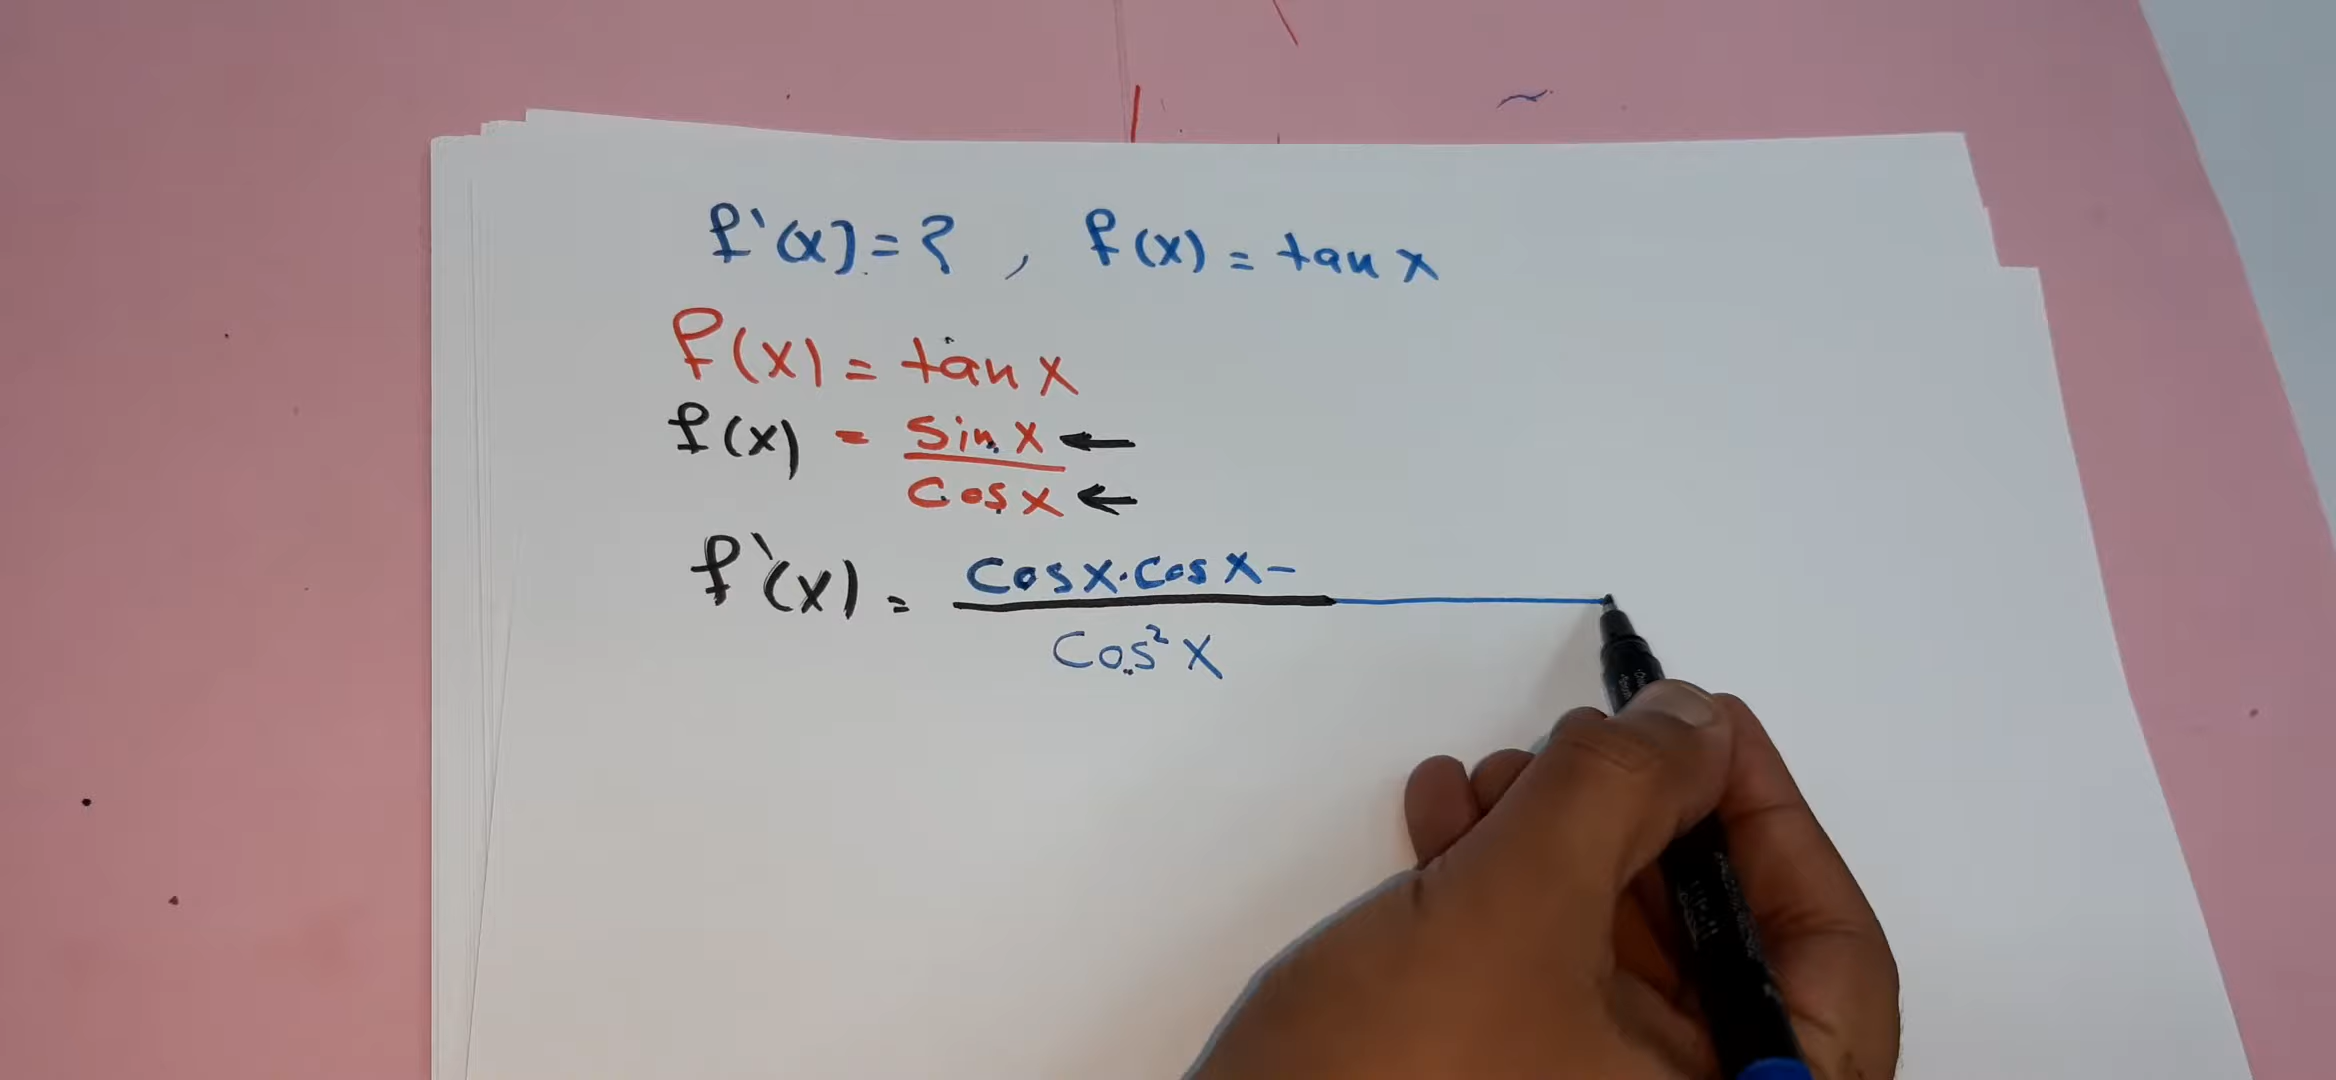 f'(x) = ? , f(x) = tan x
f(x) = tan x
f(x) = sin x / cos x
f'(x) = cos x · cos x - / cos² x